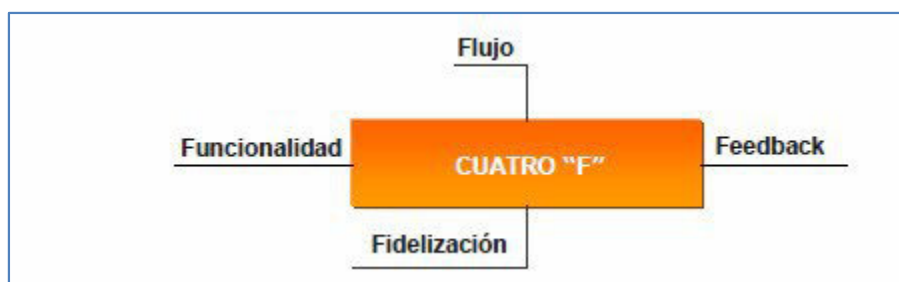 Flujo
Funcionalidad
CUATRO “F”
Feedback
Fidelización